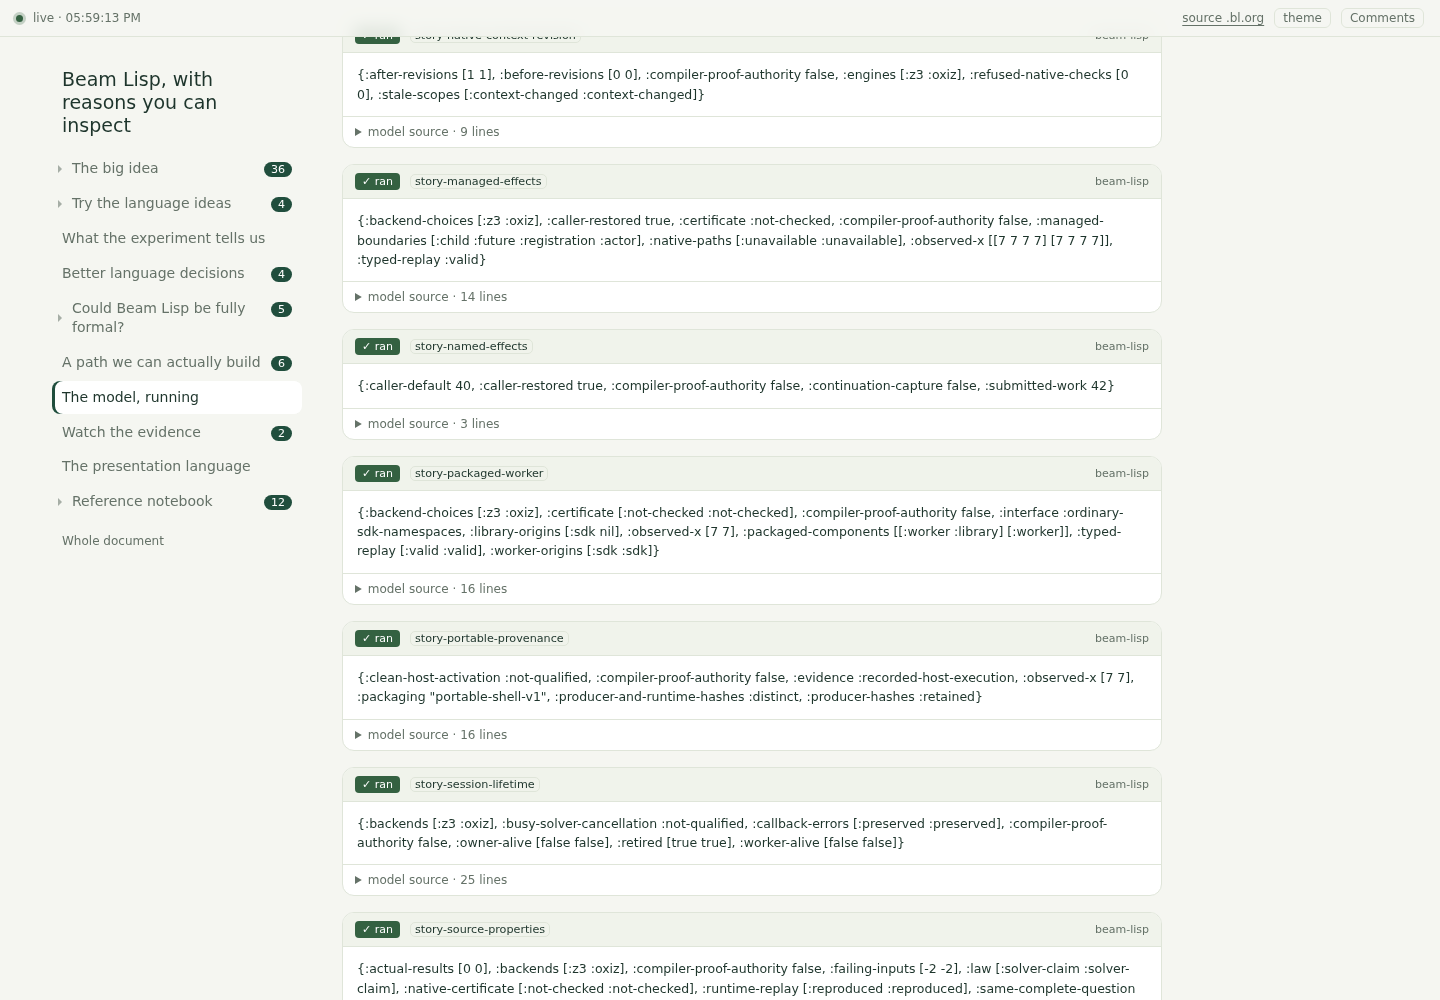 live · 05:59:13 PM
source .bl.org
theme
Comments
Beam Lisp, with
reasons you can
inspect
The big idea
36
Try the language ideas
4
What the experiment tells us
Better language decisions
4
Could Beam Lisp be fully
formal?
5
A path we can actually build
6
The model, running
Watch the evidence
2
The presentation language
Reference notebook
12
Whole document
✓ ran
story-native-context-revision
beam-lisp
{:after-revisions [1 1], :before-revisions [0 0], :compiler-proof-authority false, :engines [:z3 :oxiz], :refused-native-checks [0
0], :stale-scopes [:context-changed :context-changed]}
model source · 9 lines
✓ ran
story-managed-effects
beam-lisp
{:backend-choices [:z3 :oxiz], :caller-restored true, :certificate :not-checked, :compiler-proof-authority false, :managed-
boundaries [:child :future :registration :actor], :native-paths [:unavailable :unavailable], :observed-x [[7 7 7 7] [7 7 7 7]],
:typed-replay :valid}
model source · 14 lines
✓ ran
story-named-effects
beam-lisp
{:caller-default 40, :caller-restored true, :compiler-proof-authority false, :continuation-capture false, :submitted-work 42}
model source · 3 lines
✓ ran
story-packaged-worker
beam-lisp
{:backend-choices [:z3 :oxiz], :certificate [:not-checked :not-checked], :compiler-proof-authority false, :interface :ordinary-
sdk-namespaces, :library-origins [:sdk nil], :observed-x [7 7], :packaged-components [[:worker :library] [:worker]], :typed-
replay [:valid :valid], :worker-origins [:sdk :sdk]}
model source · 16 lines
✓ ran
story-portable-provenance
beam-lisp
{:clean-host-activation :not-qualified, :compiler-proof-authority false, :evidence :recorded-host-execution, :observed-x [7 7],
:packaging "portable-shell-v1", :producer-and-runtime-hashes :distinct, :producer-hashes :retained}
model source · 16 lines
✓ ran
story-session-lifetime
beam-lisp
{:backends [:z3 :oxiz], :busy-solver-cancellation :not-qualified, :callback-errors [:preserved :preserved], :compiler-proof-
authority false, :owner-alive [false false], :retired [true true], :worker-alive [false false]}
model source · 25 lines
✓ ran
story-source-properties
beam-lisp
{:actual-results [0 0], :backends [:z3 :oxiz], :compiler-proof-authority false, :failing-inputs [-2 -2], :law [:solver-claim :solver-
claim], :native-certificate [:not-checked :not-checked], :runtime-replay [:reproduced :reproduced], :same-complete-question